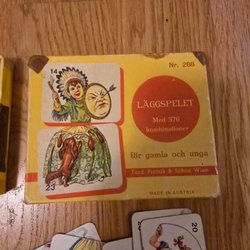 Nr. 268
14
LÄGGSPELET
Med 576
kombinationer
för gamla och unga
23
Ferd. Piatnik & Söhne Wien
MADE IN AUSTRIA
20